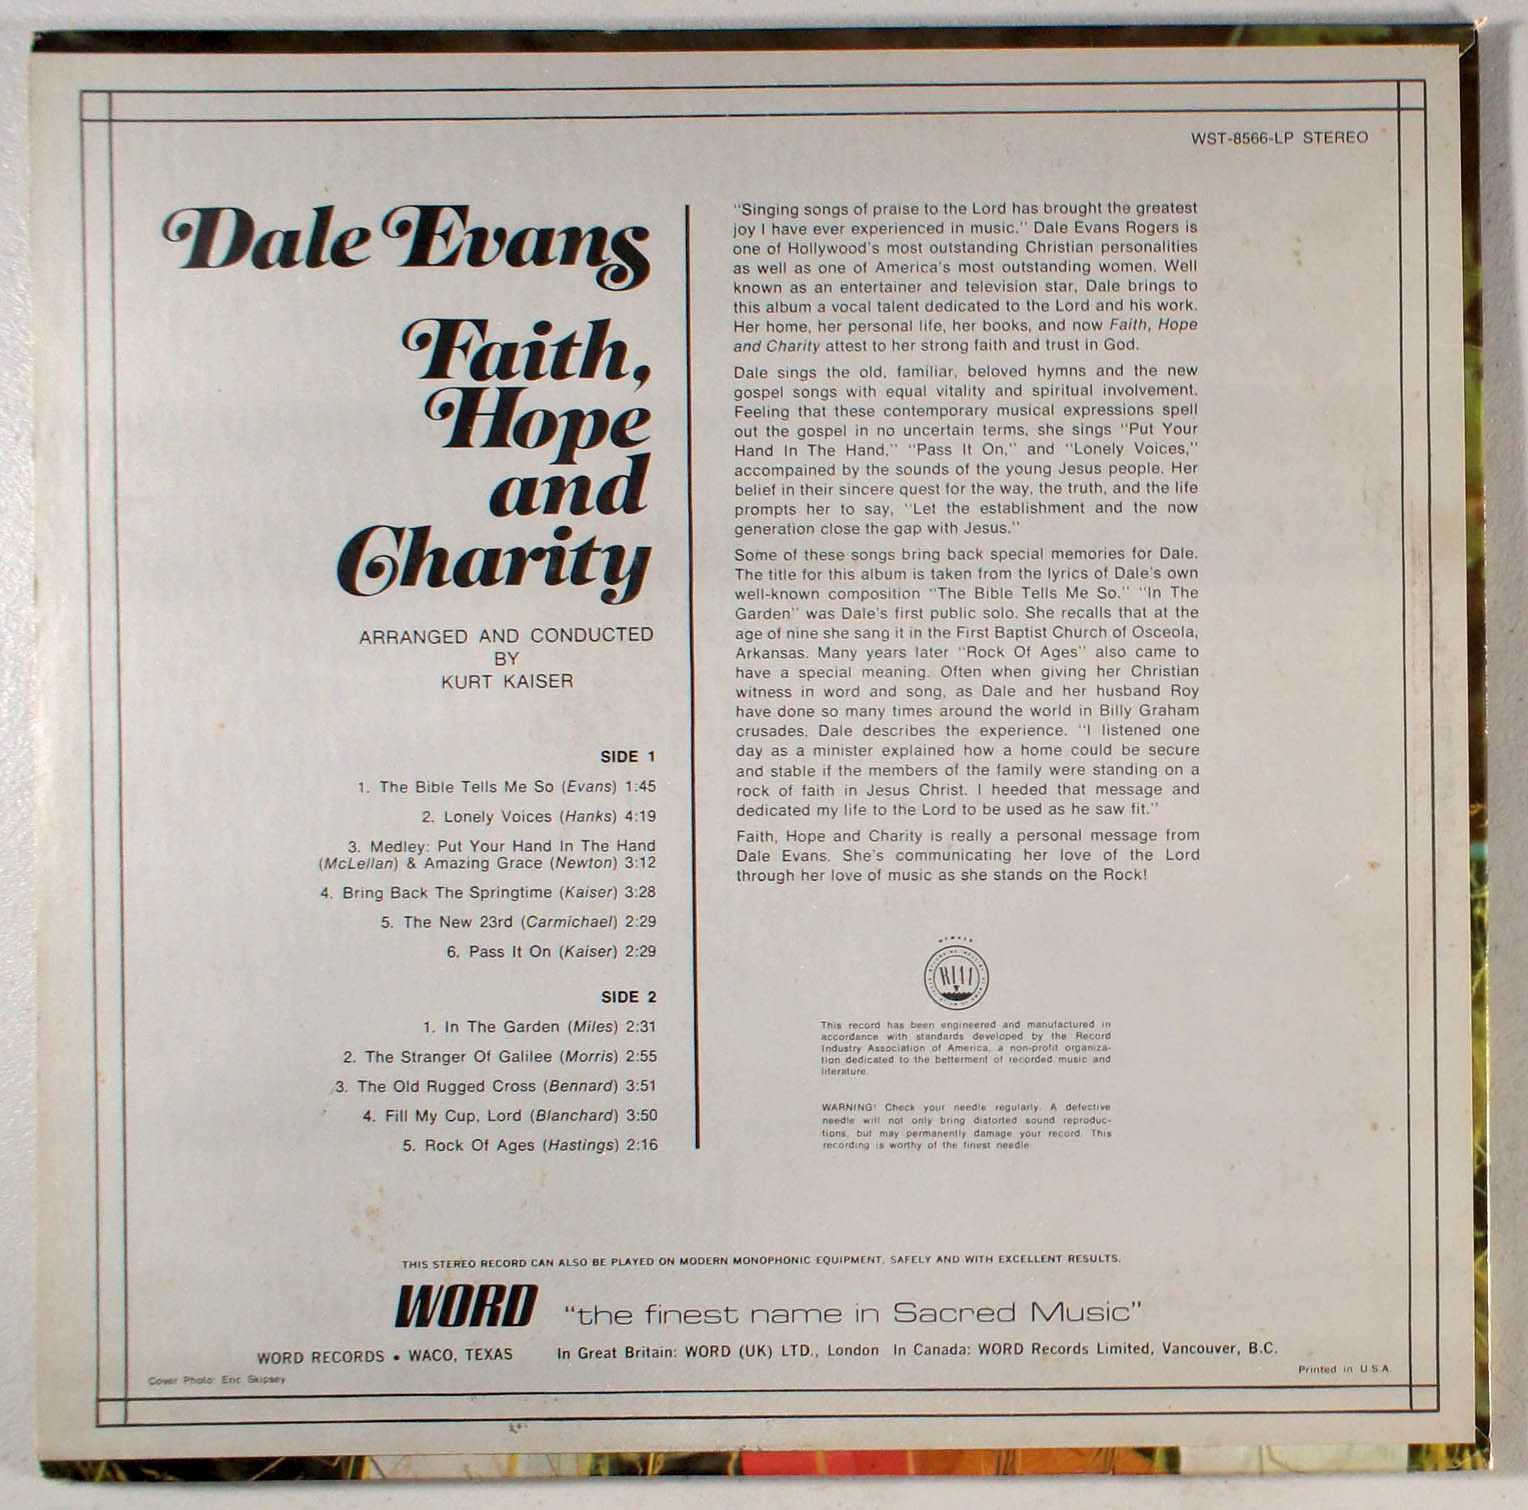 WST-8566-LP STEREO
Dale Evans
Faith,
Hope
and
Charity
ARRANGED AND CONDUCTED
BY
KURT KAISER
SIDE 1
1. The Bible Tells Me So (Evans) 1:45
2. Lonely Voices (Hanks) 4:19
3. Medley: Put Your Hand In The Hand
(McLellan) & Amazing Grace (Newton) 3:12
4. Bring Back The Springtime (Kaiser) 3:28
5. The New 23rd (Carmichael) 2:29
6. Pass It On (Kaiser) 2:29
SIDE 2
1. In The Garden (Miles) 2:31
2. The Stranger Of Galilee (Morris) 2:55
3. The Old Rugged Cross (Bennard) 3:51
4. Fill My Cup, Lord (Blanchard) 3:50
5. Rock Of Ages (Hastings) 2:16
"Singing songs of praise to the Lord has brought the greatest
joy I have ever experienced in music." Dale Evans Rogers is
one of Hollywood's most outstanding Christian personalities
as well as one of America's most outstanding women. Well
known as an entertainer and television star, Dale brings to
this album a vocal talent dedicated to the Lord and his work.
Her home, her personal life, her books, and now Faith, Hope
and Charity attest to her strong faith and trust in God.
Dale sings the old, familiar, beloved hymns and the new
gospel songs with equal vitality and spiritual involvement.
Feeling that these contemporary musical expressions spell
out the gospel in no uncertain terms, she sings "Put Your
Hand In The Hand," "Pass It On," and "Lonely Voices,"
accompained by the sounds of the young Jesus people. Her
belief in their sincere quest for the way, the truth, and the life
prompts her to say, "Let the establishment and the now
generation close the gap with Jesus."
Some of these songs bring back special memories for Dale.
The title for this album is taken from the lyrics of Dale's own
well-known composition "The Bible Tells Me So." "In The
Garden" was Dale's first public solo. She recalls that at the
age of nine she sang it in the First Baptist Church of Osceola,
Arkansas. Many years later "Rock Of Ages" also came to
have a special meaning. Often when giving her Christian
witness in word and song, as Dale and her husband Roy
have done so many times around the world in Billy Graham
crusades, Dale describes the experience. "I listened one
day as a minister explained how a home could be secure
and stable if the members of the family were standing on a
rock of faith in Jesus Christ. I heeded that message and
dedicated my life to the Lord to be used as he saw fit."
Faith, Hope and Charity is really a personal message from
Dale Evans. She's communicating her love of the Lord
through her love of music as she stands on the Rock!
This record has been engineered and manufactured in
accordance with standards developed by the Record
Industry Association of America, a non-profit organiza-
tion dedicated to the betterment of recorded music and
literature.
WARNING! Check your needle regularly. A defective
needle will not only bring distorted sound reproduc-
tions, but may permanently damage your record. This
recording is worthy of the finest needle
THIS STEREO RECORD CAN ALSO BE PLAYED ON MODERN MONOPHONIC EQUIPMENT, SAFELY AND WITH EXCELLENT RESULTS.
WORD "the finest name in Sacred Music"
WORD RECORDS • WACO, TEXAS In Great Britain: WORD (UK) LTD., London In Canada: WORD Records Limited, Vancouver, B.C.
Cover Photo: Eric Skipsey
Printed in U.S.A.